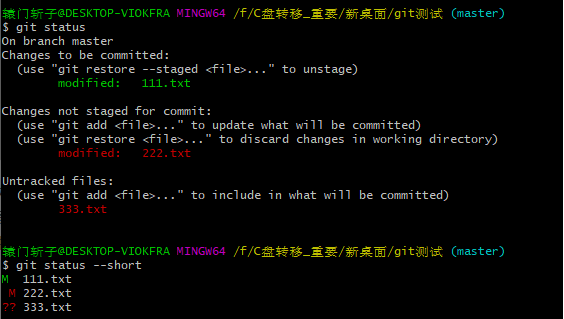 辕门斩子@DESKTOP-VIOKFRA MINGW64 /f/C盘转移_重要/新桌面/git测试 (master)
$ git status
On branch master
Changes to be committed:
  (use "git restore --staged <file>..." to unstage)
        modified:   111.txt

Changes not staged for commit:
  (use "git add <file>..." to update what will be committed)
  (use "git restore <file>..." to discard changes in working directory)
        modified:   222.txt

Untracked files:
  (use "git add <file>..." to include in what will be committed)
        333.txt

辕门斩子@DESKTOP-VIOKFRA MINGW64 /f/C盘转移_重要/新桌面/git测试 (master)
$ git status --short
M  111.txt
 M 222.txt
?? 333.txt